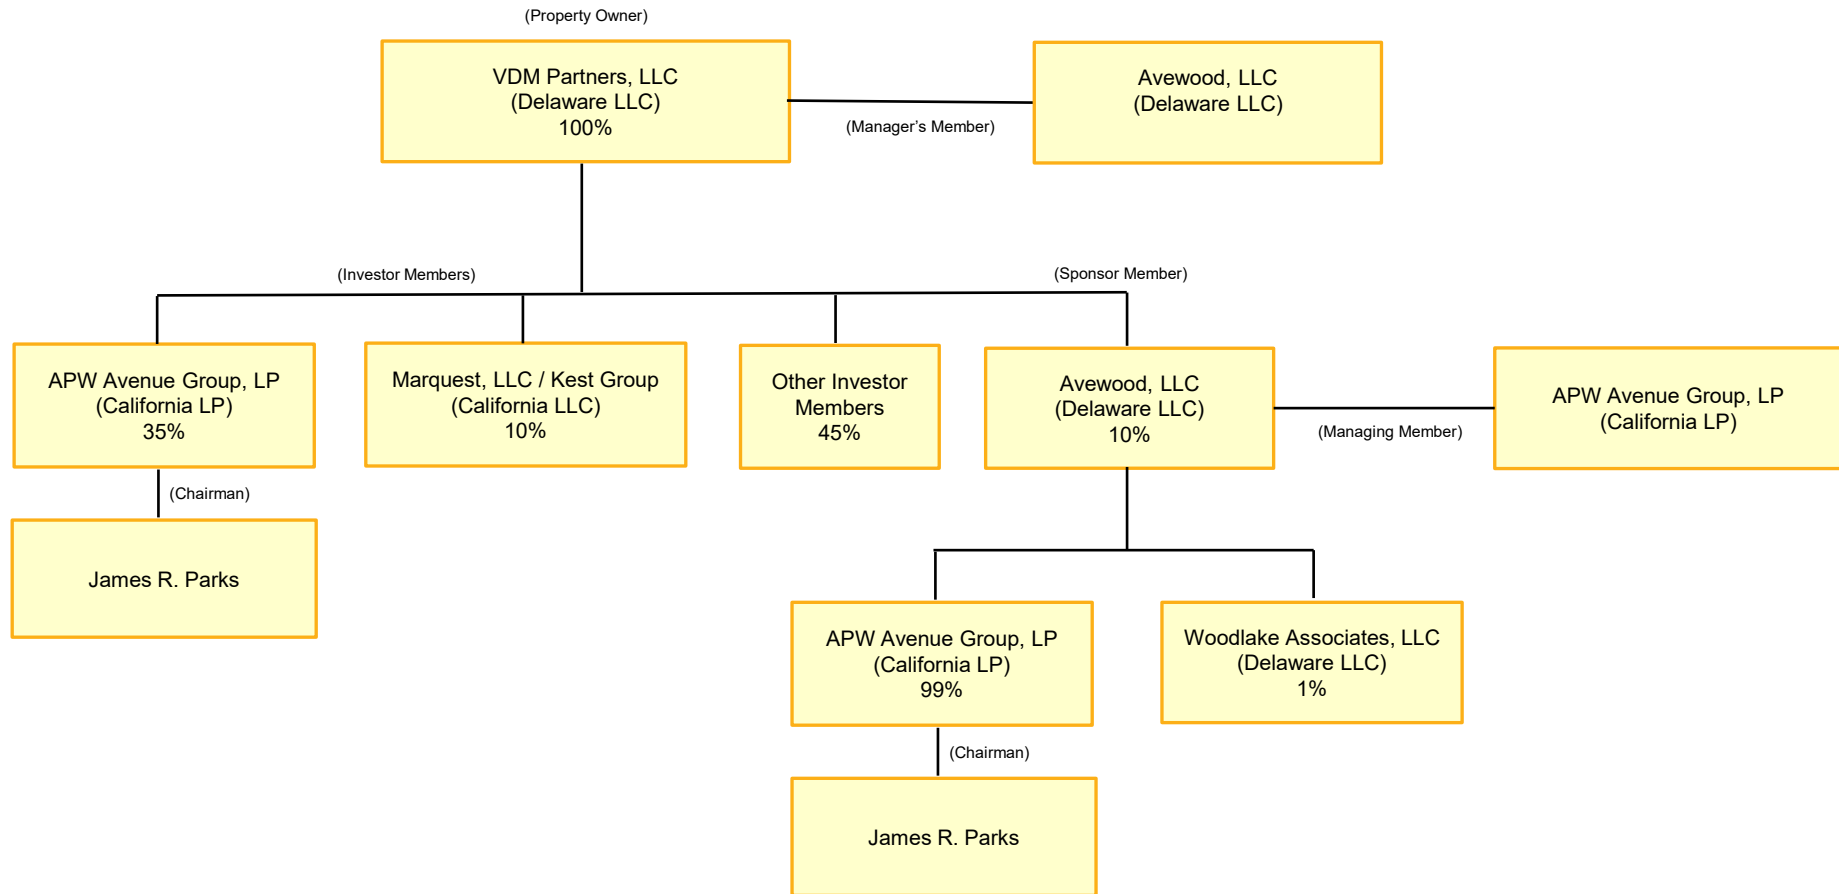 (Property Owner)
VDM Partners, LLC
(Delaware LLC)
100%
Avewood, LLC
(Delaware LLC)
(Manager’s Member)
(Investor Members)
(Sponsor Member)
APW Avenue Group, LP
(California LP)
35%
Marquest, LLC / Kest Group
(California LLC)
10%
Other Investor
Members
45%
Avewood, LLC
(Delaware LLC)
10%
(Managing Member)
APW Avenue Group, LP
(California LP)
(Chairman)
James R. Parks
APW Avenue Group, LP
(California LP)
99%
Woodlake Associates, LLC
(Delaware LLC)
1%
(Chairman)
James R. Parks